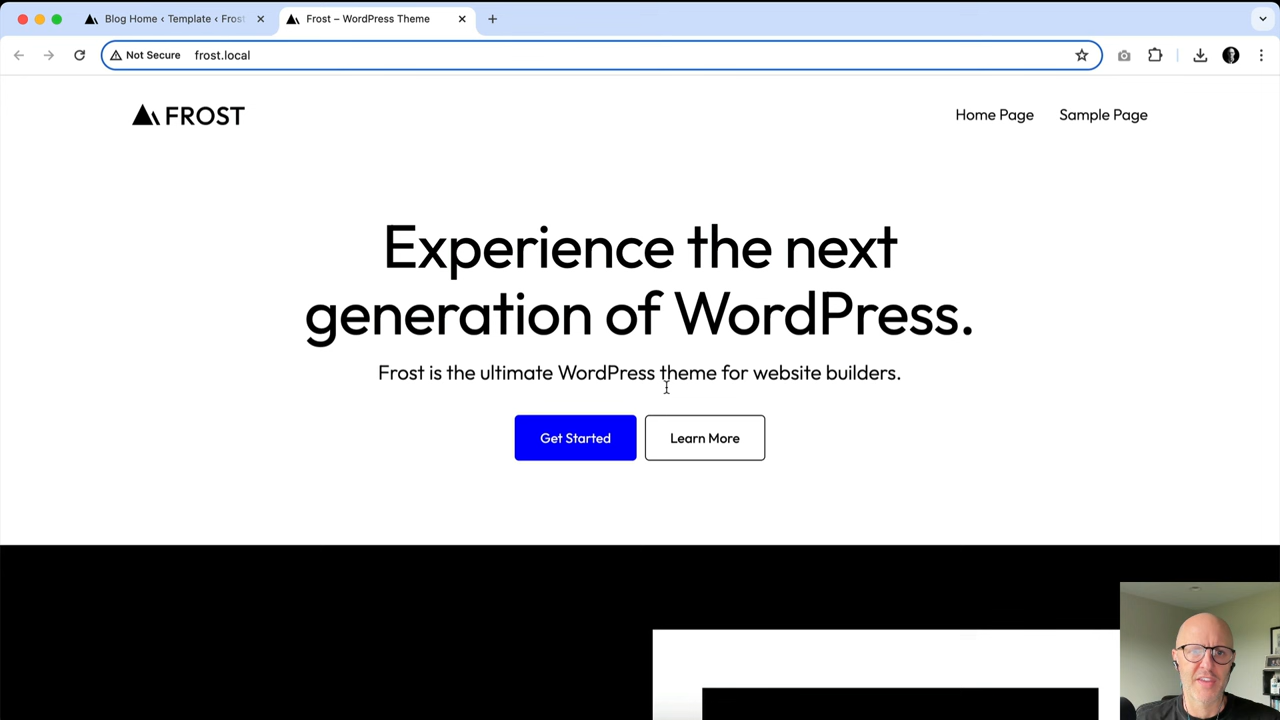 Blog Home ‹ Template ‹ Frost
Frost – WordPress Theme
Not Secure
frost.local
FROST
Home Page
Sample Page
Experience the next
generation of WordPress.
Frost is the ultimate WordPress theme for website builders.
Get Started
Learn More